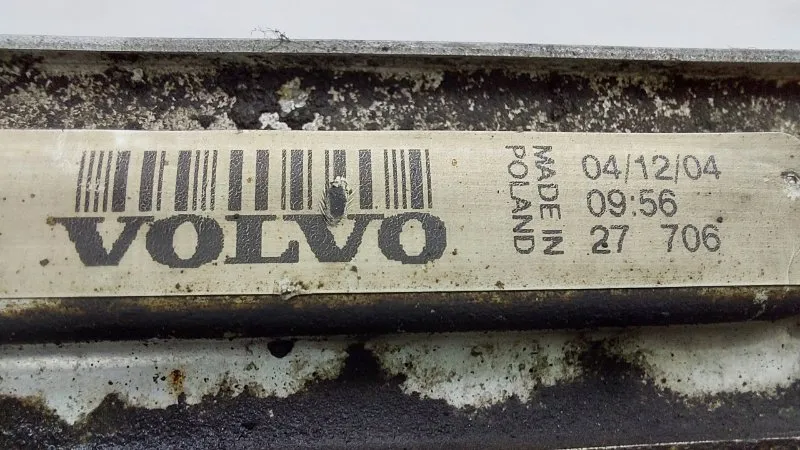 VOLVO
MADE IN
POLAND
04/12/04
09:56
27 706